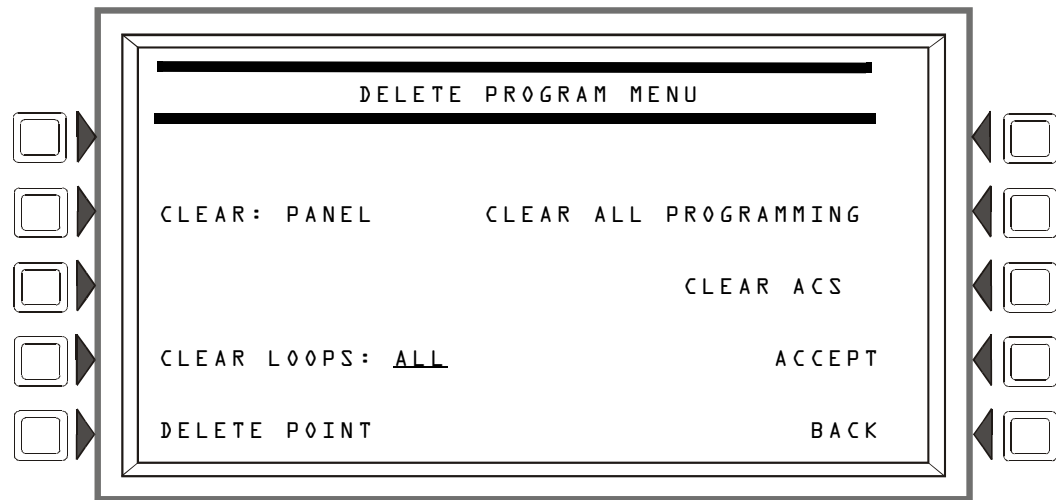 DELETE PROGRAM MENU
CLEAR: PANEL CLEAR ALL PROGRAMMING
CLEAR ACS
CLEAR LOOPS: ALL ACCEPT
DELETE POINT BACK